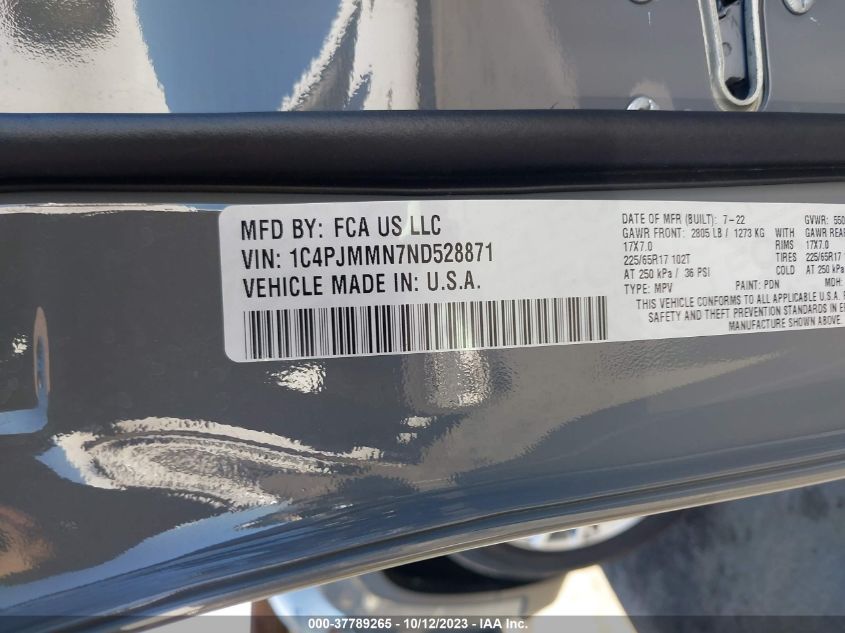 MFD BY: FCA US LLC
VIN: 1C4PJMMN7ND528871
VEHICLE MADE IN: U.S.A.
DATE OF MFR (BUILT): 7-22 GVWR: 550
GAWR FRONT: 2805 LB / 1273 KG WITH GAWR REAR
17X7.0 RIMS 17X7.0
225/65R17 102T TIRES 225/65R17
AT 250 kPa / 36 PSI COLD AT 250 kPa
TYPE: MPV PAINT: PDN MDH:
THIS VEHICLE CONFORMS TO ALL APPLICABLE U.S.A. F
SAFETY AND THEFT PREVENTION STANDARDS IN EF
MANUFACTURE SHOWN ABOVE.
000-37789265 - 10/12/2023 - IAA Inc.